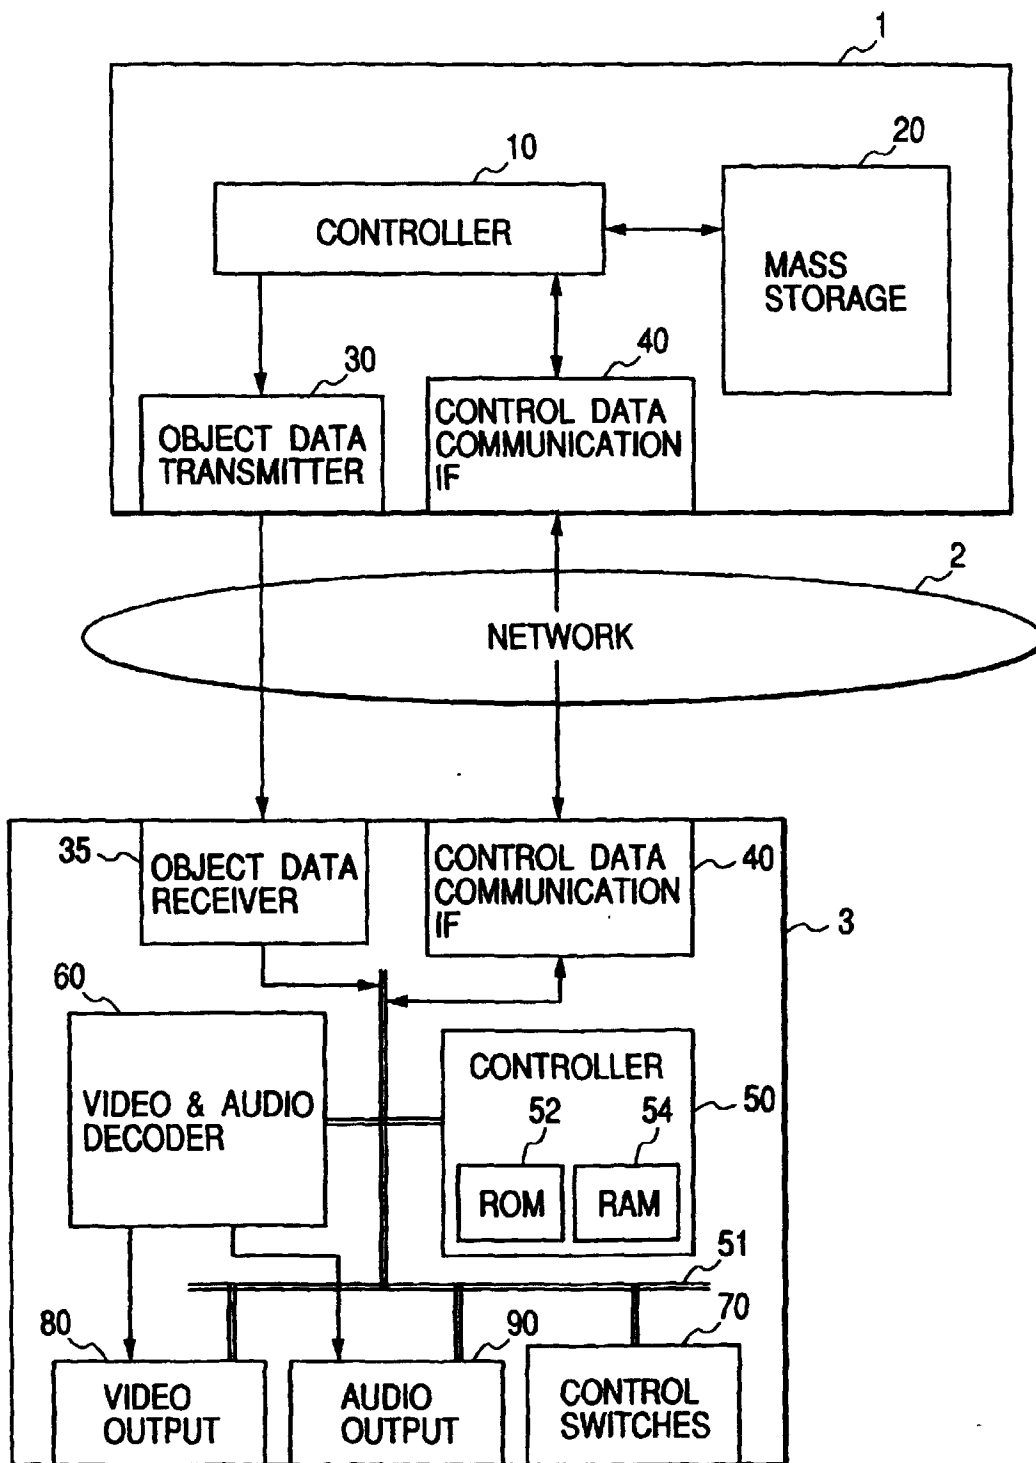 1
10
20
CONTROLLER
MASS
STORAGE
30
40
OBJECT DATA
TRANSMITTER
CONTROL DATA
COMMUNICATION
IF
2
NETWORK
35
OBJECT DATA
RECEIVER
CONTROL DATA
COMMUNICATION
IF
40
3
60
VIDEO & AUDIO
DECODER
CONTROLLER
50
52
54
ROM
RAM
51
80
90
70
VIDEO
OUTPUT
AUDIO
OUTPUT
CONTROL
SWITCHES